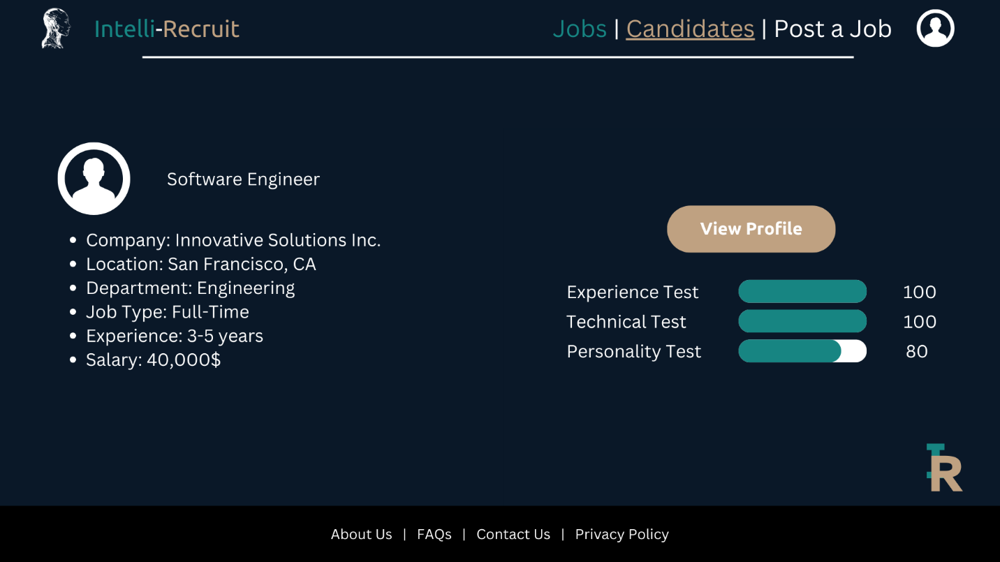 Intelli-Recruit
Jobs | Candidates | Post a Job
Software Engineer
• Company: Innovative Solutions Inc.
• Location: San Francisco, CA
• Department: Engineering
• Job Type: Full-Time
• Experience: 3-5 years
• Salary: 40,000$
View Profile
Experience Test 100
Technical Test 100
Personality Test 80
IR
About Us | FAQs | Contact Us | Privacy Policy